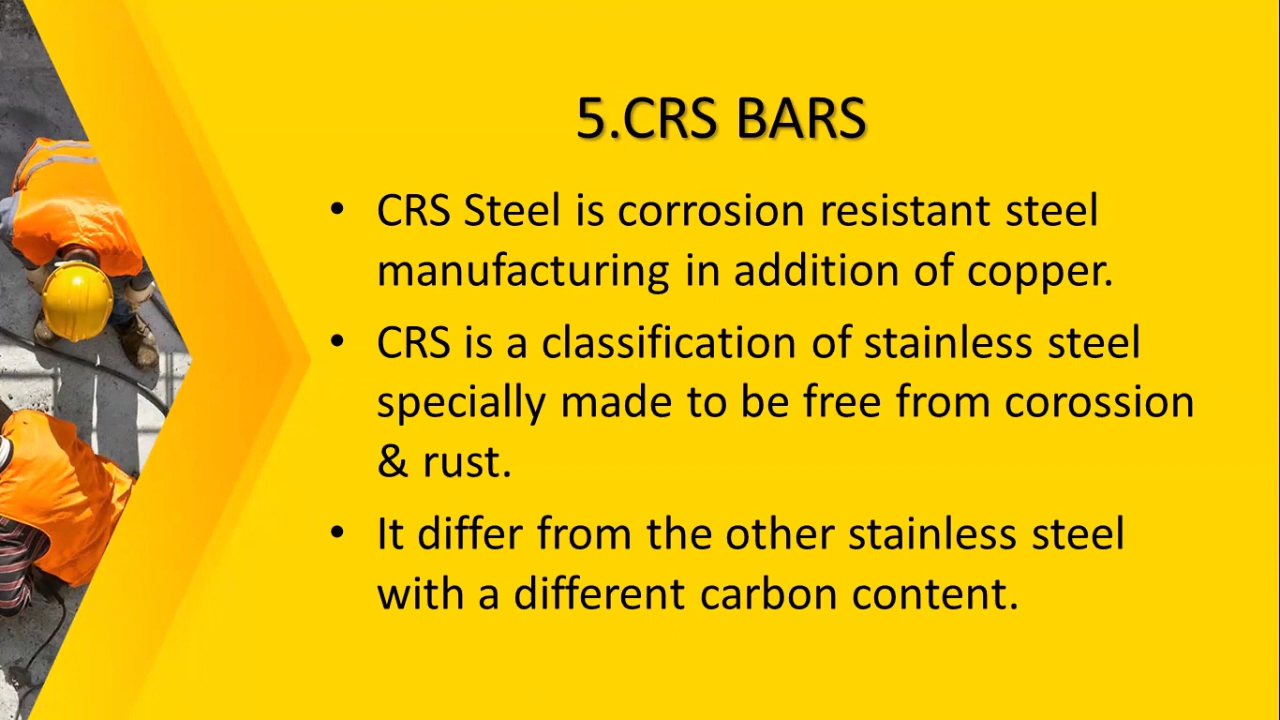 5.CRS BARS
• CRS Steel is corrosion resistant steel
manufacturing in addition of copper.
• CRS is a classification of stainless steel
specially made to be free from corossion
& rust.
• It differ from the other stainless steel
with a different carbon content.